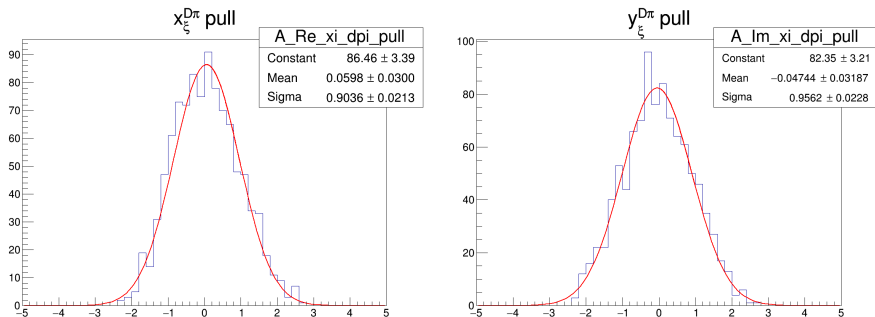 x_ξ^Dπ pull
A_Re_xi_dpi_pull
Constant 86.46 ± 3.39
Mean 0.0598 ± 0.0300
Sigma 0.9036 ± 0.0213
90
80
70
60
50
40
30
20
10
0
−5 −4 −3 −2 −1 0 1 2 3 4 5
y_ξ^Dπ pull
A_Im_xi_dpi_pull
Constant 82.35 ± 3.21
Mean −0.04744 ± 0.03187
Sigma 0.9562 ± 0.0228
100
80
60
40
20
0
−5 −4 −3 −2 −1 0 1 2 3 4 5